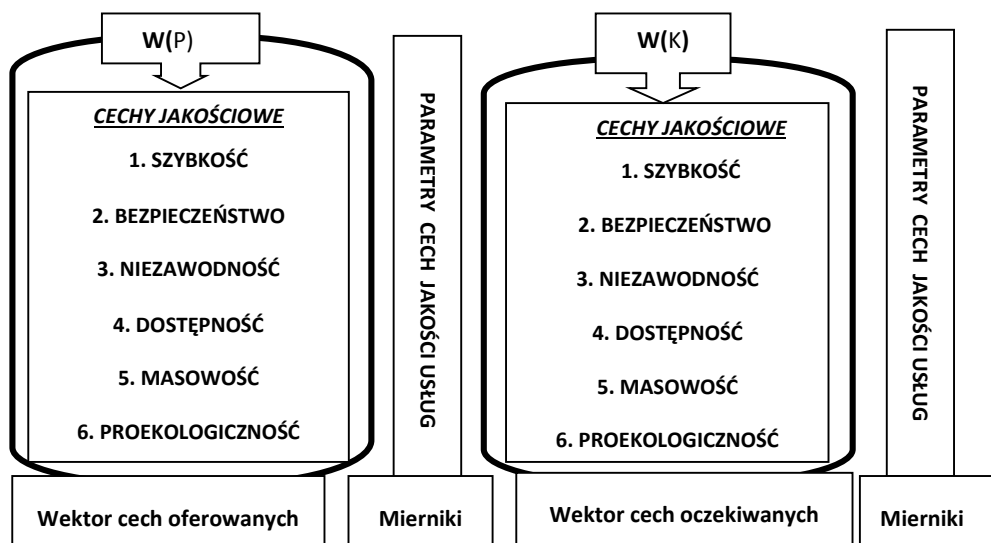 W(P)
CECHY JAKOŚCIOWE
1. SZYBKOŚĆ
2. BEZPIECZEŃSTWO
3. NIEZAWODNOŚĆ
4. DOSTĘPNOŚĆ
5. MASOWOŚĆ
6. PROEKOLOGICZNOŚĆ
Wektor cech oferowanych
PARAMETRY CECH JAKOŚCI USŁUG
Mierniki
W(K)
CECHY JAKOŚCIOWE
1. SZYBKOŚĆ
2. BEZPIECZEŃSTWO
3. NIEZAWODNOŚĆ
4. DOSTĘPNOŚĆ
5. MASOWOŚĆ
6. PROEKOLOGICZNOŚĆ
Wektor cech oczekiwanych
PARAMETRY CECH JAKOŚCI USŁUG
Mierniki